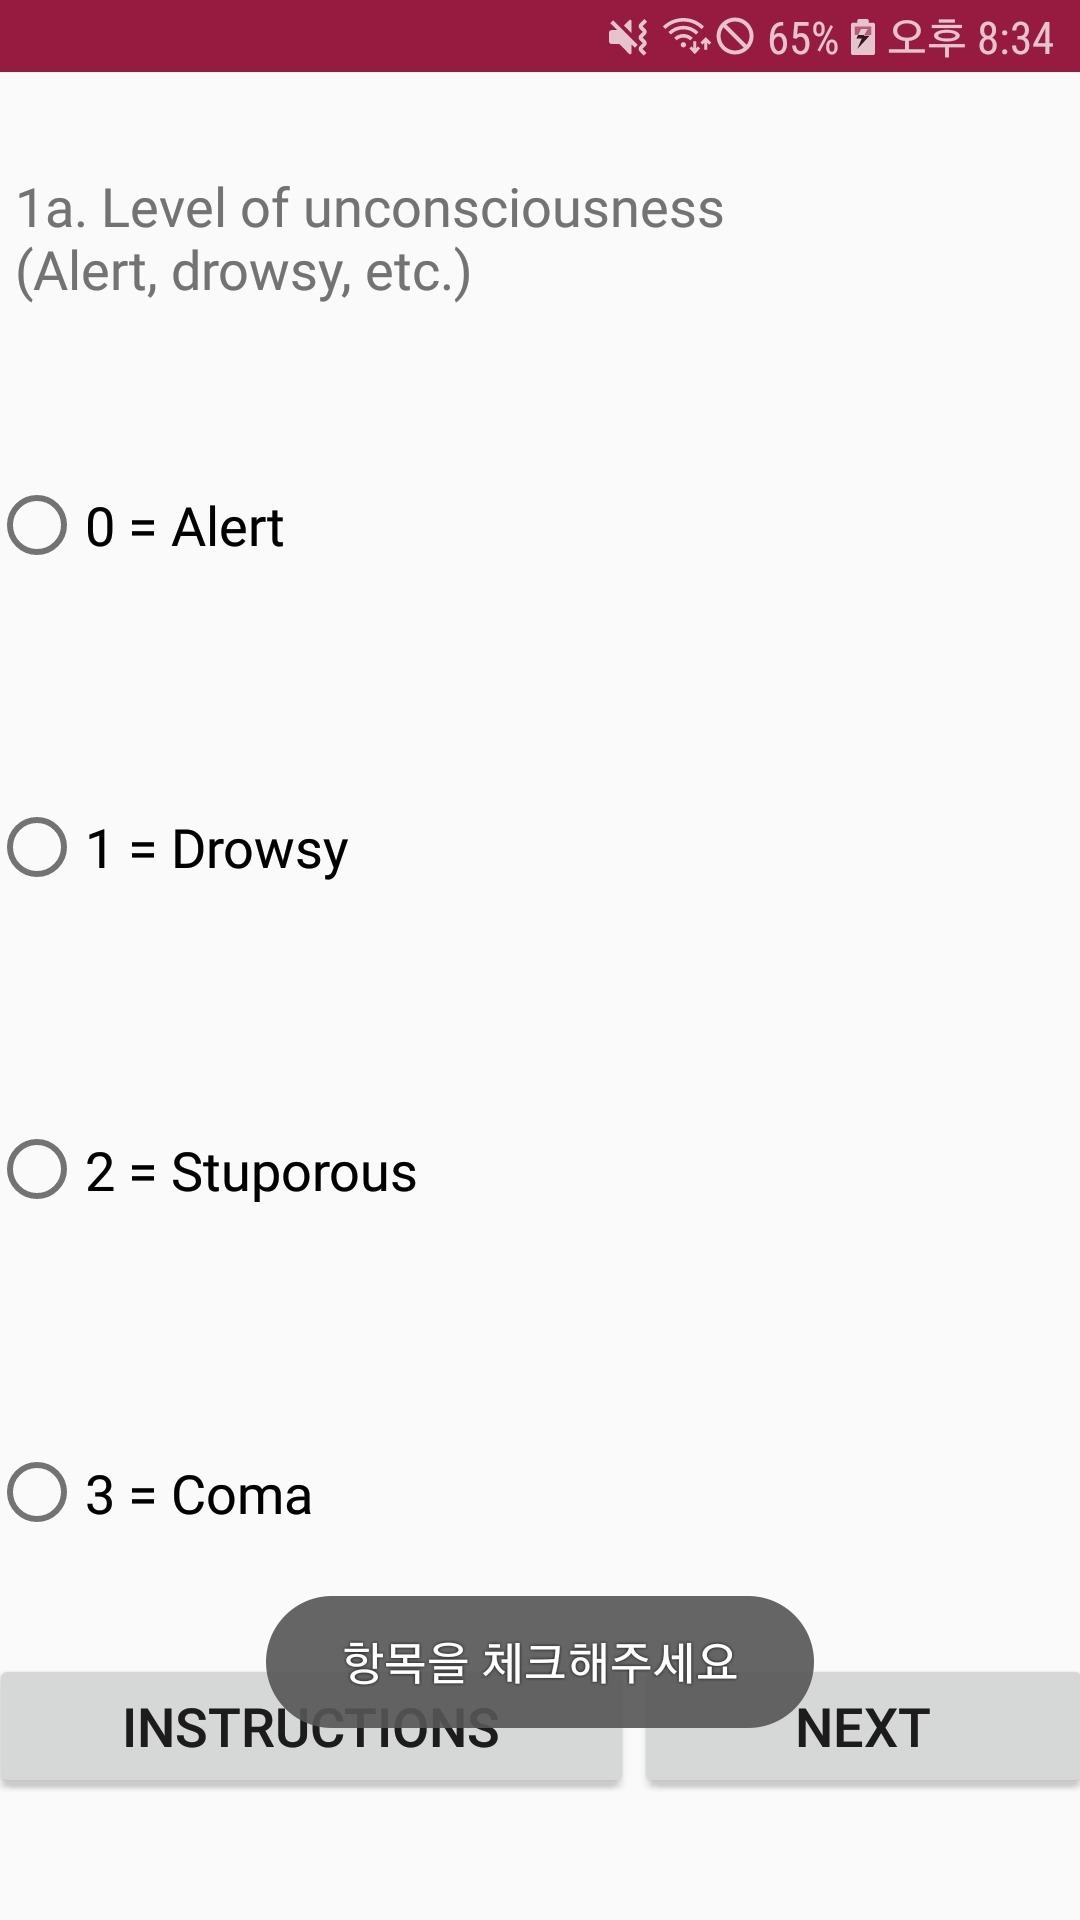 65% 오후 8:34
1a. Level of unconsciousness
(Alert, drowsy, etc.)
0 = Alert
1 = Drowsy
2 = Stuporous
3 = Coma
항목을 체크해주세요
INSTRUCTIONS NEXT